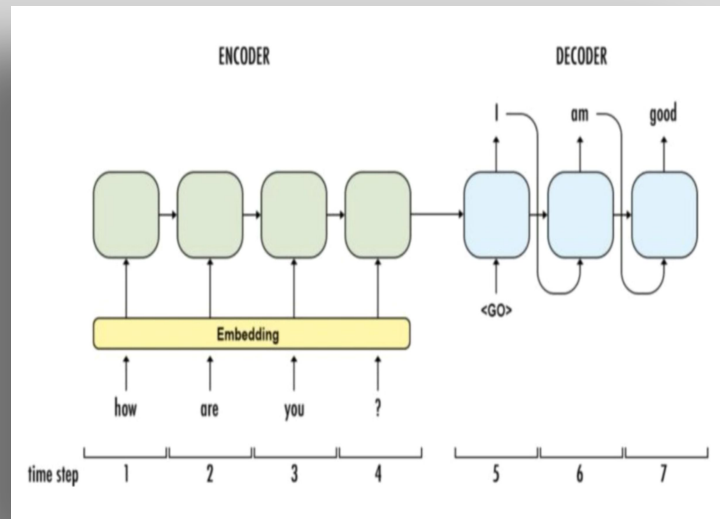 ENCODER DECODER
I am good
<GO>
Embedding
how are you ?
time step 1 2 3 4 5 6 7